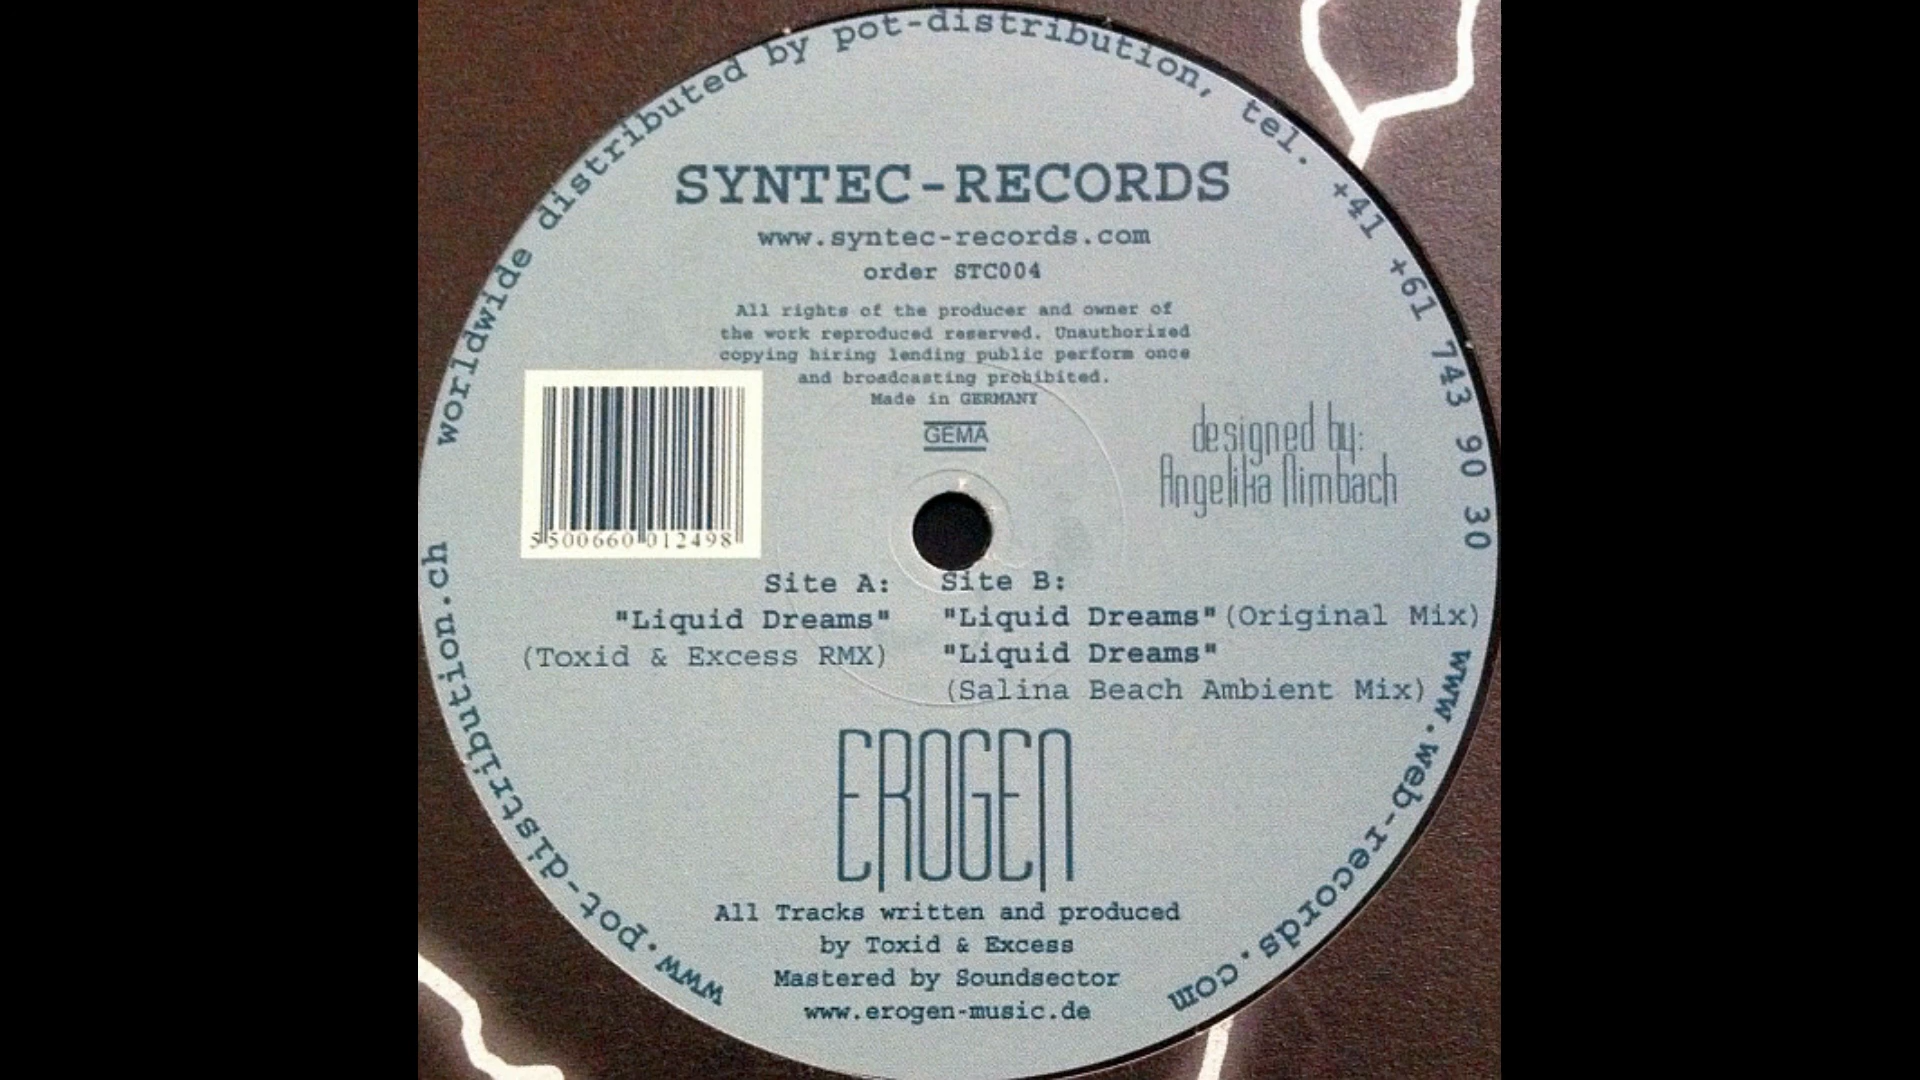 worldwide distributed by pot-distribution, tel. +41 +61 743 90 30
SYNTEC-RECORDS
www.syntec-records.com
order STC004
All rights of the producer and owner of
the work reproduced reserved. Unauthorized
copying hiring lending public perform once
and broadcasting prohibited.
Made in GERMANY
GEMA
designed by:
Angelika Nimbach
5 500660 012498
Site A:
"Liquid Dreams"
(Toxid & Excess RMX)
Site B:
"Liquid Dreams" (Original Mix)
"Liquid Dreams"
(Salina Beach Ambient Mix)
EROGEN
All Tracks written and produced
by Toxid & Excess
Mastered by Soundsector
www.erogen-music.de
www.pot-distribution.ch
www.web-records.com